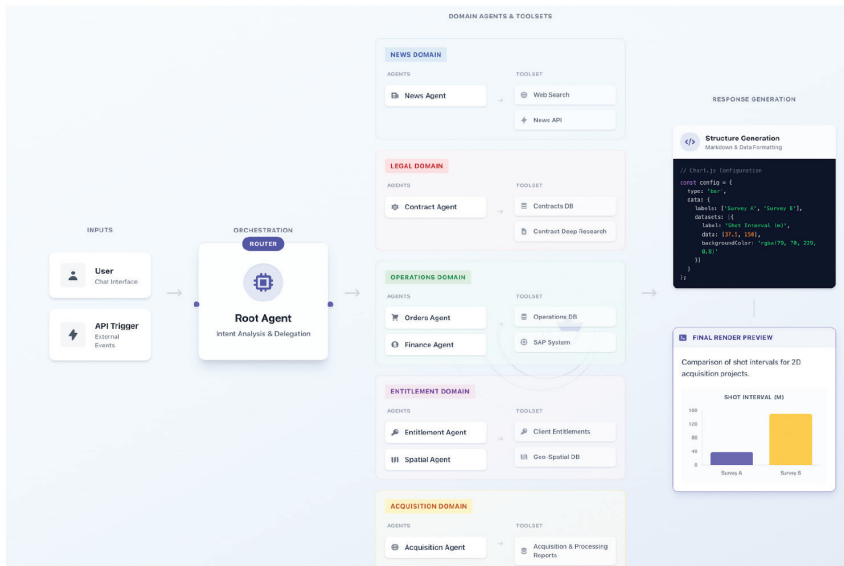 DOMAIN AGENTS & TOOLSETS
INPUTS
User
Chat Interface
API Trigger
External
Events
ORCHESTRATION
ROUTER
Root Agent
Intent Analysis & Delegation
NEWS DOMAIN
AGENTS
TOOLSET
News Agent
Web Search
News API
LEGAL DOMAIN
AGENTS
TOOLSET
Contract Agent
Contracts DB
Contract Deep Research
OPERATIONS DOMAIN
AGENTS
TOOLSET
Orders Agent
Operations DB
Finance Agent
SAP System
ENTITLEMENT DOMAIN
AGENTS
TOOLSET
Entitlement Agent
Client Entitlements
Spatial Agent
Geo-Spatial DB
ACQUISITION DOMAIN
AGENTS
TOOLSET
Acquisition Agent
Acquisition & Processing
Reports
RESPONSE GENERATION
</>
Structure Generation
Markdown & Data Formatting
// Chart.js Configuration
const config = {
type: 'bar',
data: {
labels: ['Survey A', 'Survey B'],
datasets: [{
label: 'Shot Interval (m)',
data: [37.5, 150],
backgroundColor: 'rgba(79, 70, 229,
0.8)'
}]
}
};
FINAL RENDER PREVIEW
Comparison of shot intervals for 2D
acquisition projects.
SHOT INTERVAL (M)
160
120
80
40
0
Survey A
Survey B